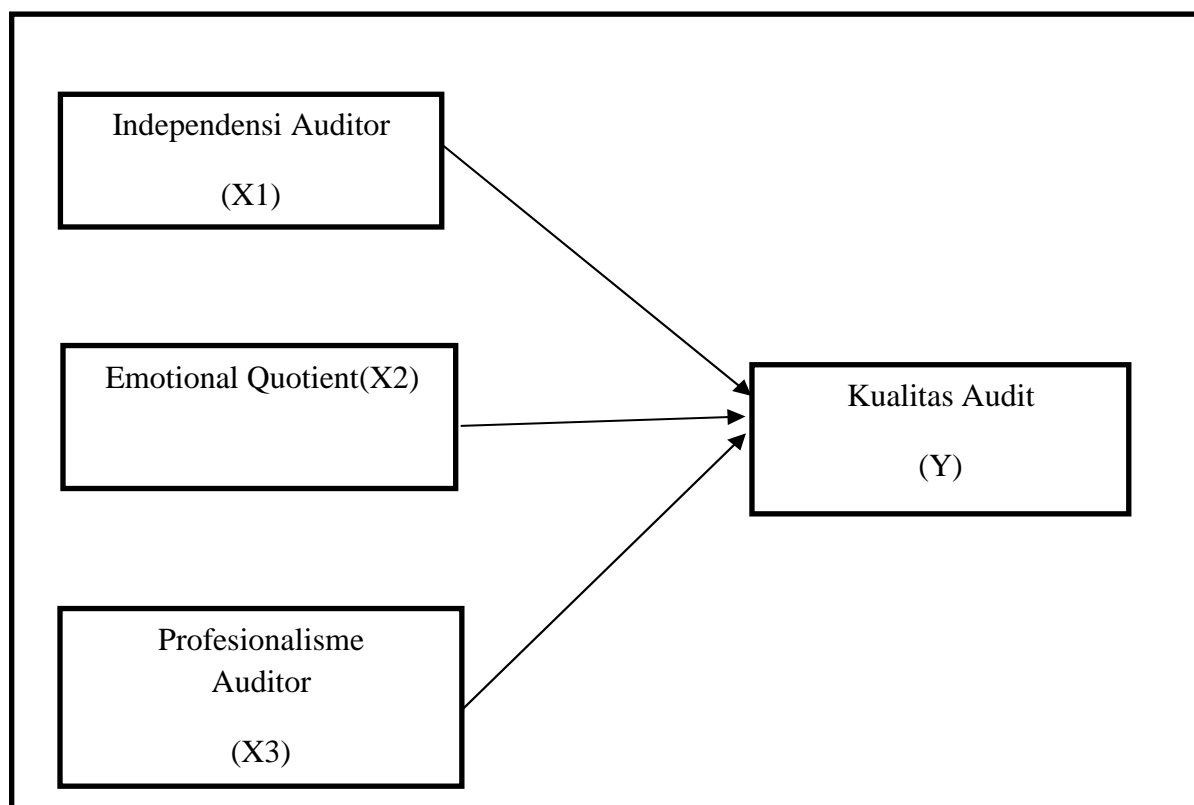 Independensi Auditor
(X1)
Emotional Quotient(X2)
Kualitas Audit
(Y)
Profesionalisme
Auditor
(X3)